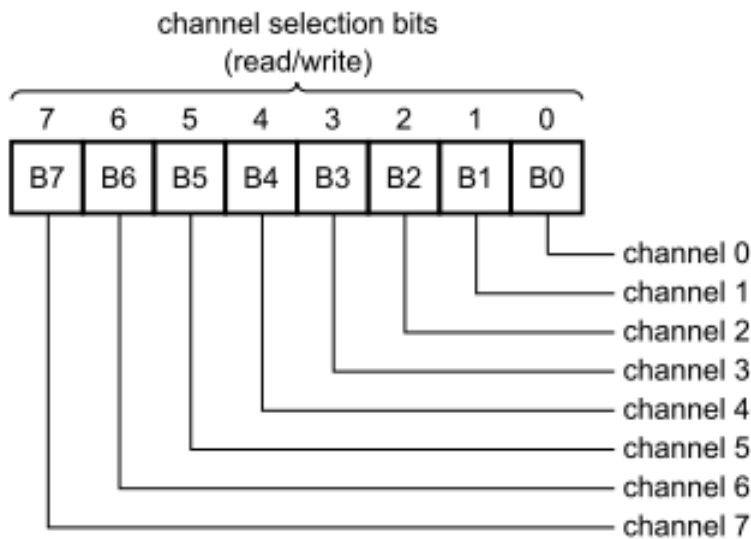 channel selection bits
(read/write)
7 6 5 4 3 2 1 0
B7 B6 B5 B4 B3 B2 B1 B0
channel 0
channel 1
channel 2
channel 3
channel 4
channel 5
channel 6
channel 7